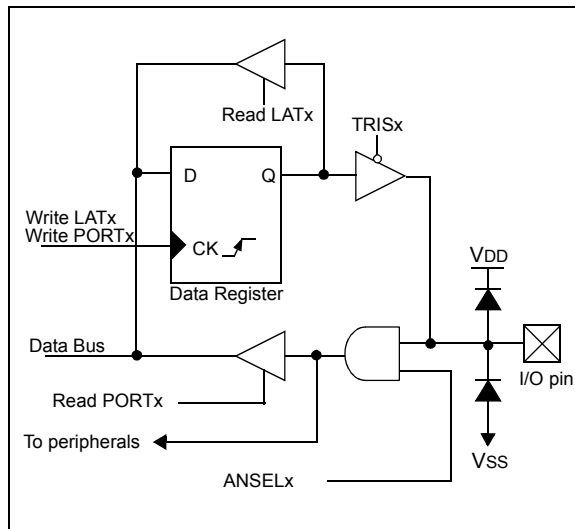 Read LATx
TRISx
D Q
Write LATx
Write PORTx
CK
Data Register
VDD
Data Bus
I/O pin
Read PORTx
To peripherals
VSS
ANSELx